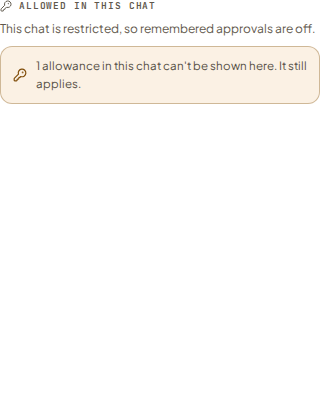 ALLOWED IN THIS CHAT
This chat is restricted, so remembered approvals are off.
1 allowance in this chat can't be shown here. It still
applies.